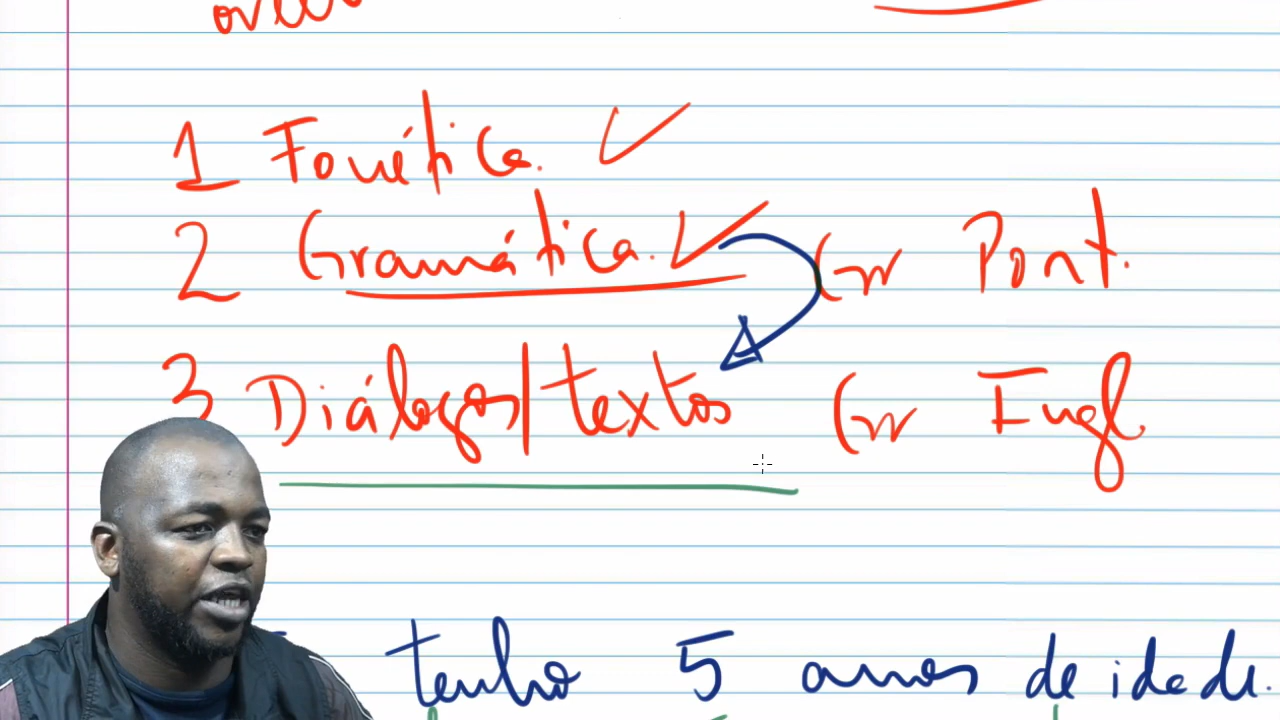 1 Fonética.
2 Gramática. Gr Port.
3 Diálogos/textos Gr Engl
tenho 5 anos de idade.